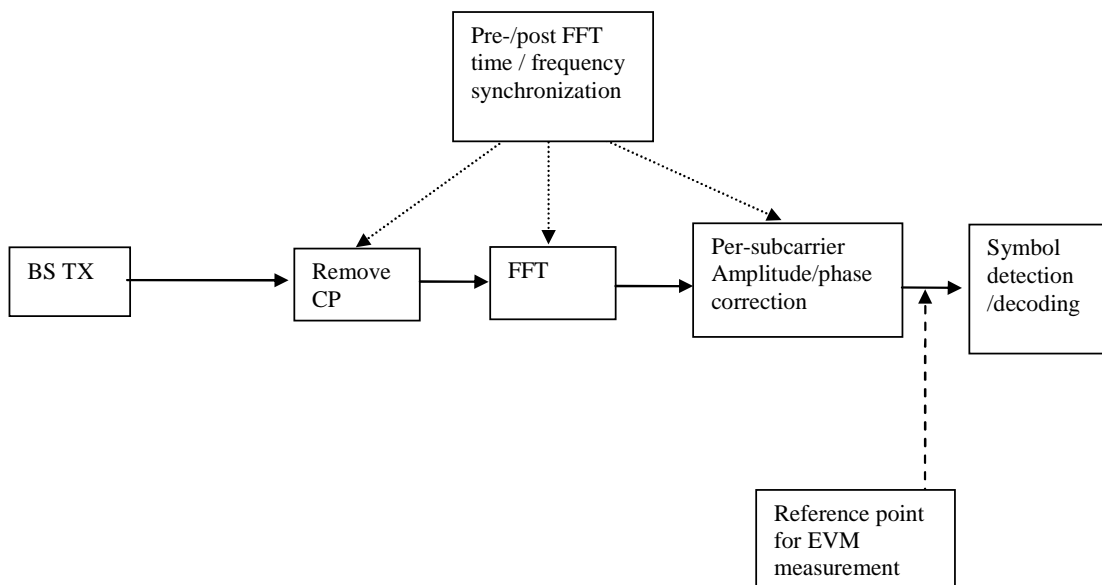 Pre-/post FFT
time / frequency
synchronization
BS TX
Remove
CP
FFT
Per-subcarrier
Amplitude/phase
correction
Symbol
detection
/decoding
Reference point
for EVM
measurement